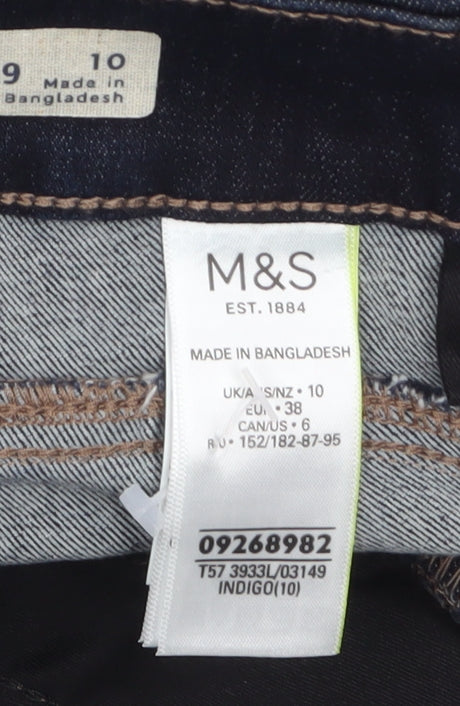 9 10
Made in
Bangladesh
M&S
EST. 1884
MADE IN BANGLADESH
UK/AUS/NZ • 10
EUR • 38
CAN/US • 6
RU • 152/182-87-95
09268982
T57 3933L/03149
INDIGO(10)